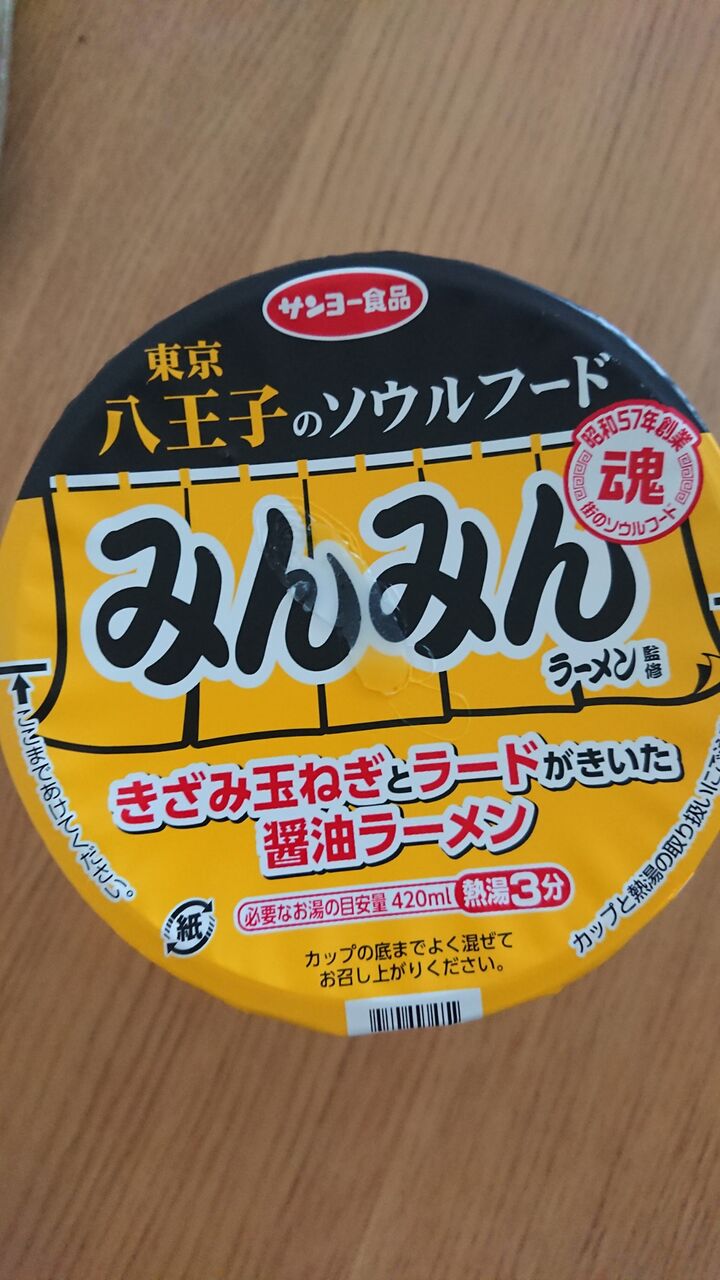 サンヨー食品
東京
八王子のソウルフード
昭和57年創業
魂
街のソウルフード
みんみん
ラーメン監修
ここまであけてください。
きざみ玉ねぎとラードがきいた
醤油ラーメン
必要なお湯の目安量 420ml 熱湯3分
紙
カップの底までよく混ぜて
お召し上がりください。
カップと熱湯の取り扱いに